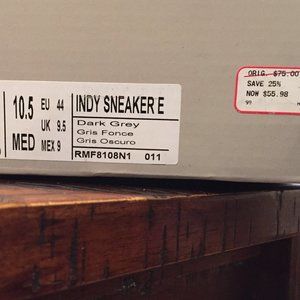 10.5 EU 44
UK 9.5
MED MEX 9
INDY SNEAKER E
Dark Grey
Gris Fonce
Gris Oscuro
RMF8108N1 011
ORIG. $75.00
SAVE 25%
NOW $55.98
99